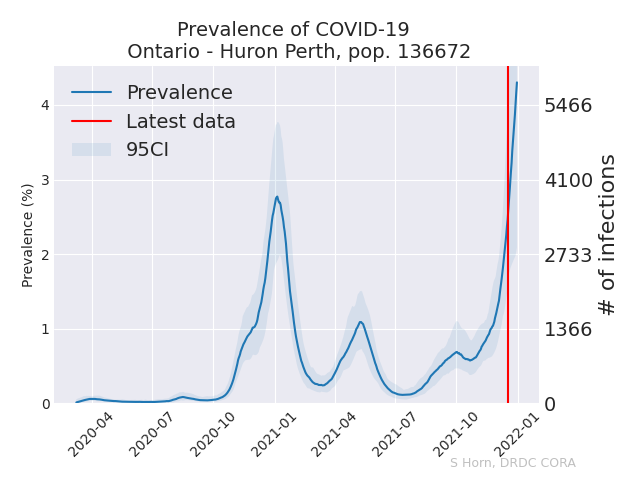 Prevalence of COVID-19
Ontario - Huron Perth, pop. 136672
Prevalence
Latest data
95CI
Prevalence (%)
4
3
2
1
0
5466
4100
2733
1366
0
# of infections
2020-04
2020-07
2020-10
2021-01
2021-04
2021-07
2021-10
2022-01
S Horn, DRDC CORA